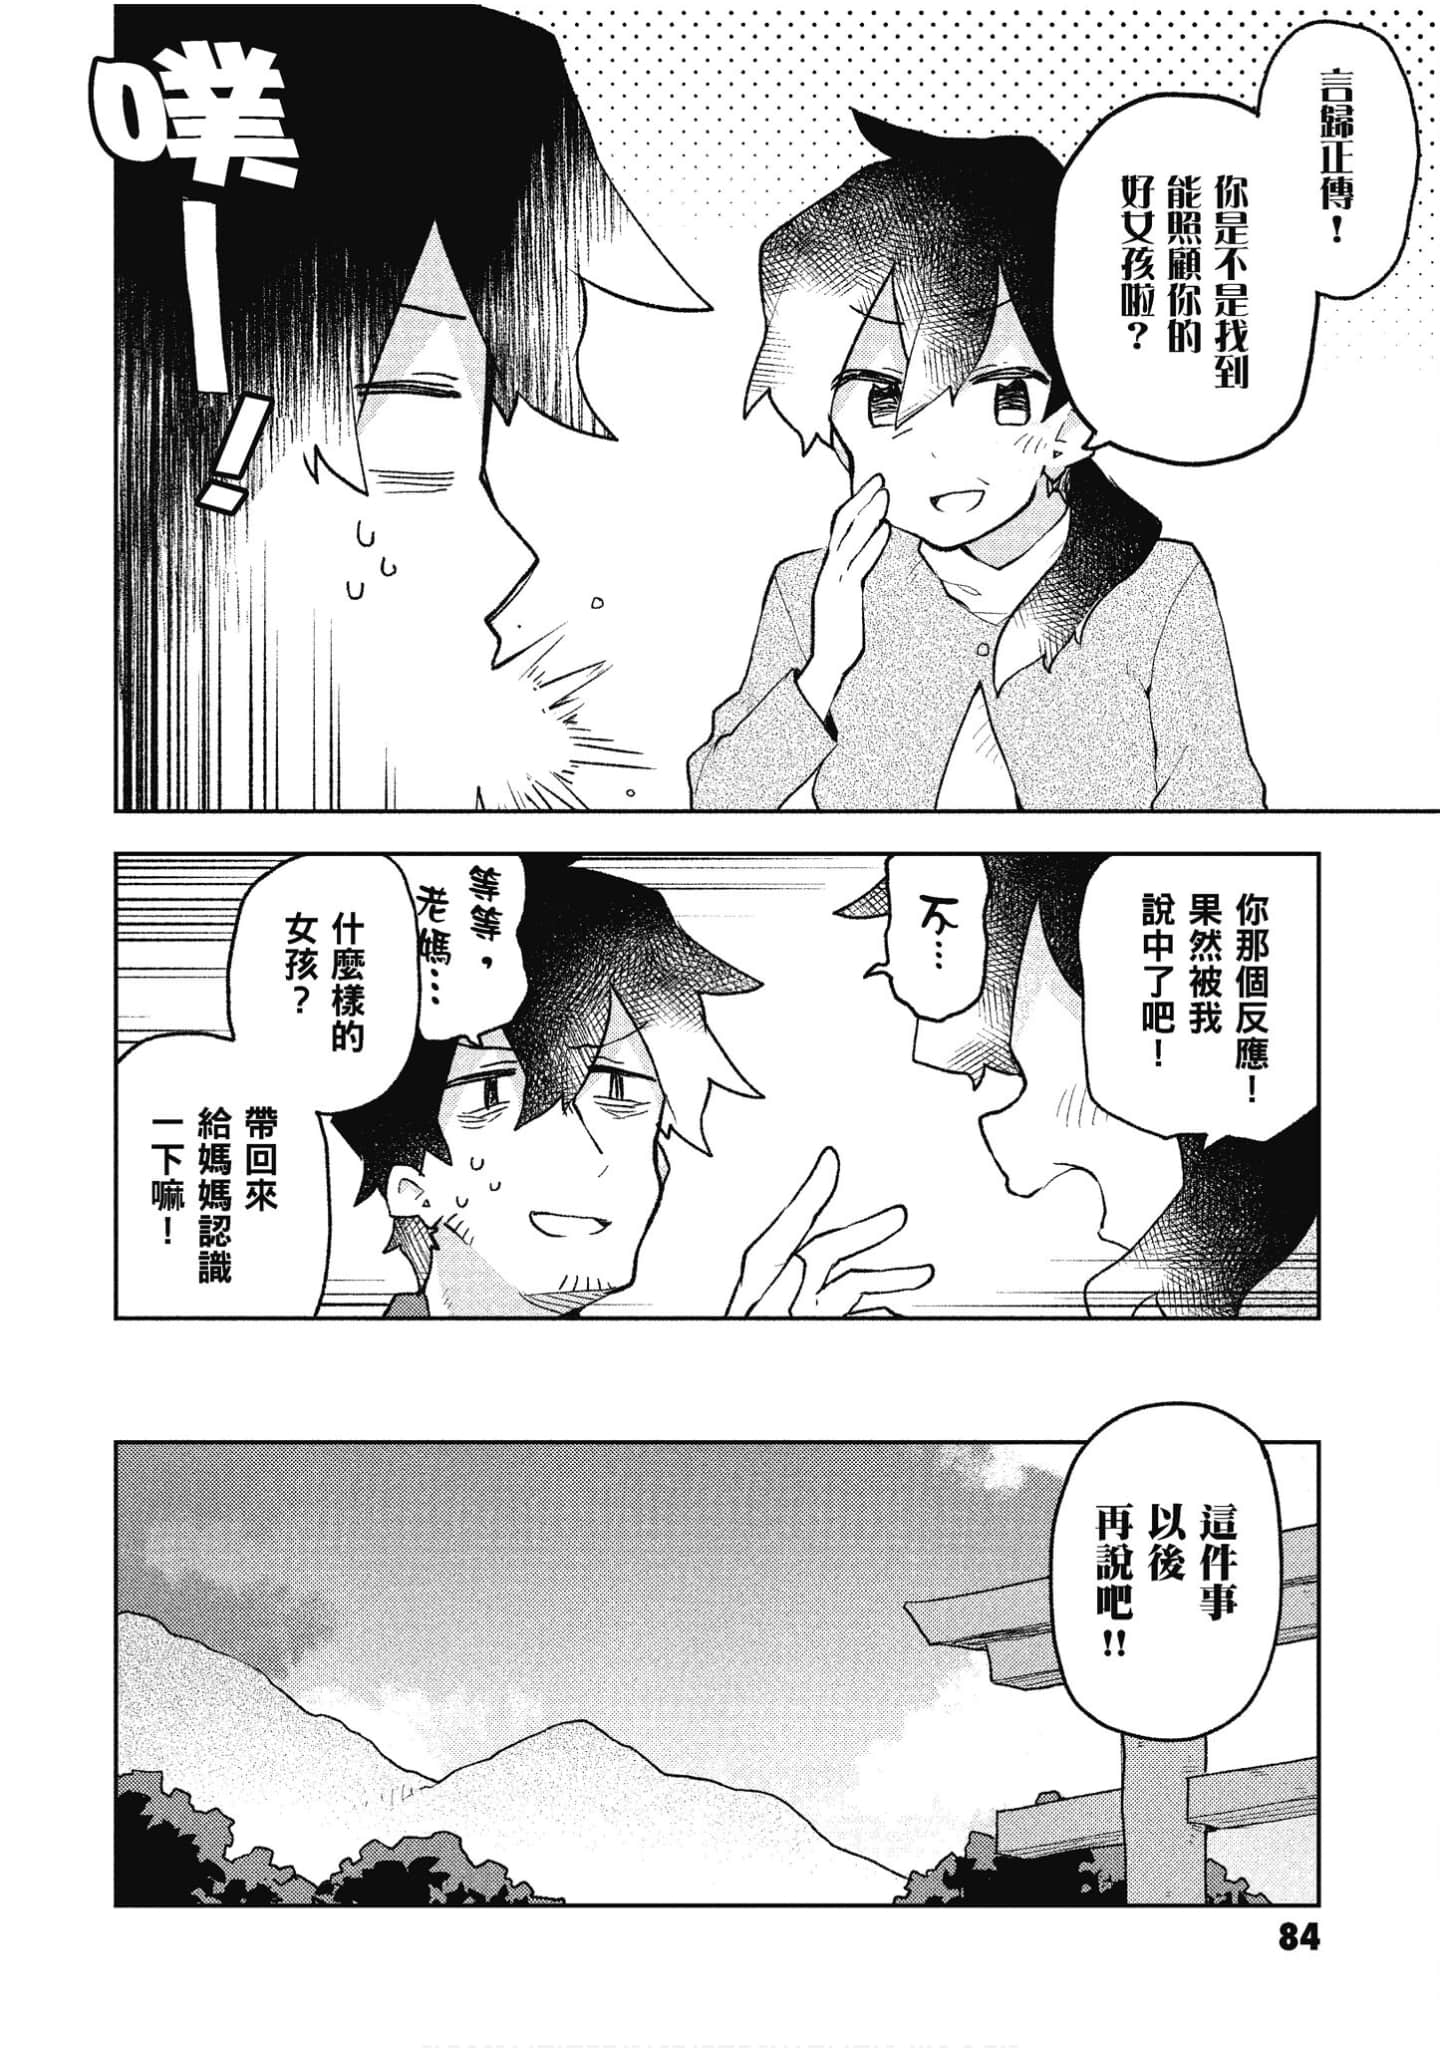 言歸正傳！
你是不是找到
能照顧你的
好女孩啦？
噗
！
你那個反應！
果然被我
說中了吧！
不…
等等，
老媽…
什麼樣的
女孩？
帶回來
給媽媽認識
一下嘛！
這件事
以後
再說吧!!
84